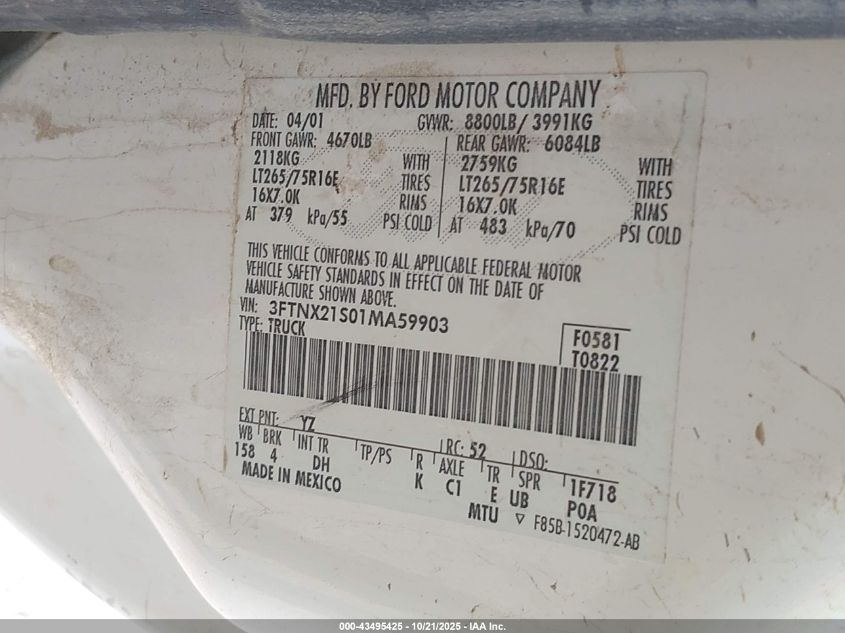 MFD. BY FORD MOTOR COMPANY
DATE: 04/01 GVWR: 8800LB/ 3991KG
FRONT GAWR: 4670LB REAR GAWR: 6084LB
2118KG WITH 2759KG WITH
LT265/75R16E TIRES LT265/75R16E TIRES
16X7.0K RIMS 16X7.0K RIMS
AT 379 kPa/55 PSI COLD AT 483 kPa/70 PSI COLD
THIS VEHICLE CONFORMS TO ALL APPLICABLE FEDERAL MOTOR
VEHICLE SAFETY STANDARDS IN EFFECT ON THE DATE OF
MANUFACTURE SHOWN ABOVE.
VIN: 3FTNX21S01MA59903
TYPE: TRUCK
F0581
T0822
EXT PNT: YZ RC: 52 DSO:
WB BRK INT TR TP/PS R AXLE TR SPR 1F718
158 4 DH K C1 E UB P0A
MADE IN MEXICO MTU ▽ F85B-1520472-AB
000-43495425 - 10/21/2025 - IAA Inc.